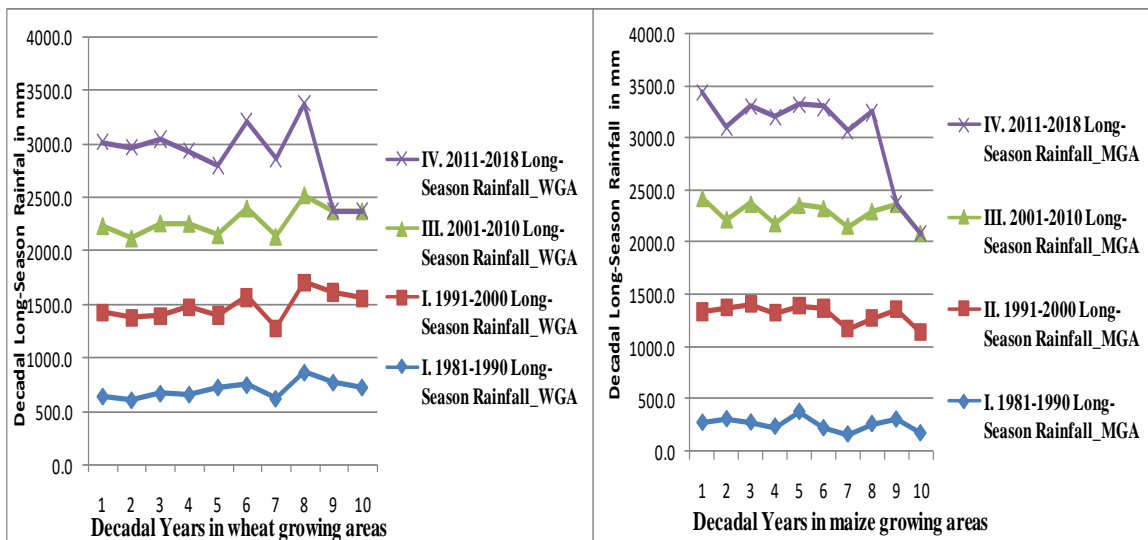 Decadal Long-Season Rainfal in mm
4000.0
3500.0
3000.0
2500.0
2000.0
1500.0
1000.0
500.0
0.0
1 2 3 4 5 6 7 8 9 10
Decadal Years in wheat growing areas
IV. 2011-2018 Long-
Season Rainfall_WGA
III. 2001-2010 Long-
Season Rainfall_WGA
I. 1991-2000 Long-
Season Rainfall_WGA
I. 1981-1990 Long-
Season Rainfall_WGA
Decadal Long-Season Rainfall in mm
4000.0
3500.0
3000.0
2500.0
2000.0
1500.0
1000.0
500.0
0.0
1 2 3 4 5 6 7 8 9 10
Decadal Years in maize growing areas
IV. 2011-2018 Long-
Season Rainfall_MGA
III. 2001-2010 Long-
Season Rainfall_MGA
II. 1991-2000 Long-
Season Rainfall_MGA
I. 1981-1990 Long-
Season Rainfall_MGA